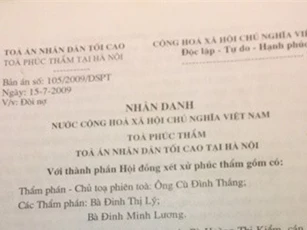 TOÀ ÁN NHÂN DÂN TỐI CAO
TOÀ PHÚC THẨM TẠI HÀ NỘI
CỘNG HOÀ XÃ HỘI CHỦ NGHĨA VIỆ
Độc lập - Tự do - Hạnh phúc
Bản án số: 105/2009/DSPT
Ngày: 15-7-2009
V/v: Đòi nợ
NHÂN DANH
NƯỚC CỘNG HOÀ XÃ HỘI CHỦ NGHĨA VIỆT NAM
TOÀ PHÚC THẨM
TOÀ ÁN NHÂN DÂN TỐI CAO TẠI HÀ NỘI
Với thành phần Hội đồng xét xử phúc thẩm gồm có:
Thẩm phán - Chủ toạ phiên toà: Ông Cù Đình Thắng;
Các Thẩm phán: Bà Đinh Thị Lý;
Bà Đinh Minh Lương.